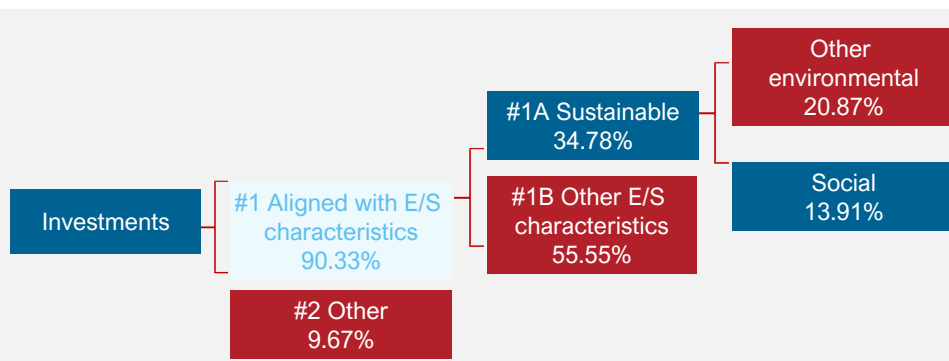 Investments
#1 Aligned with E/S
characteristics
90.33%
#2 Other
9.67%
#1A Sustainable
34.78%
#1B Other E/S
characteristics
55.55%
Other
environmental
20.87%
Social
13.91%